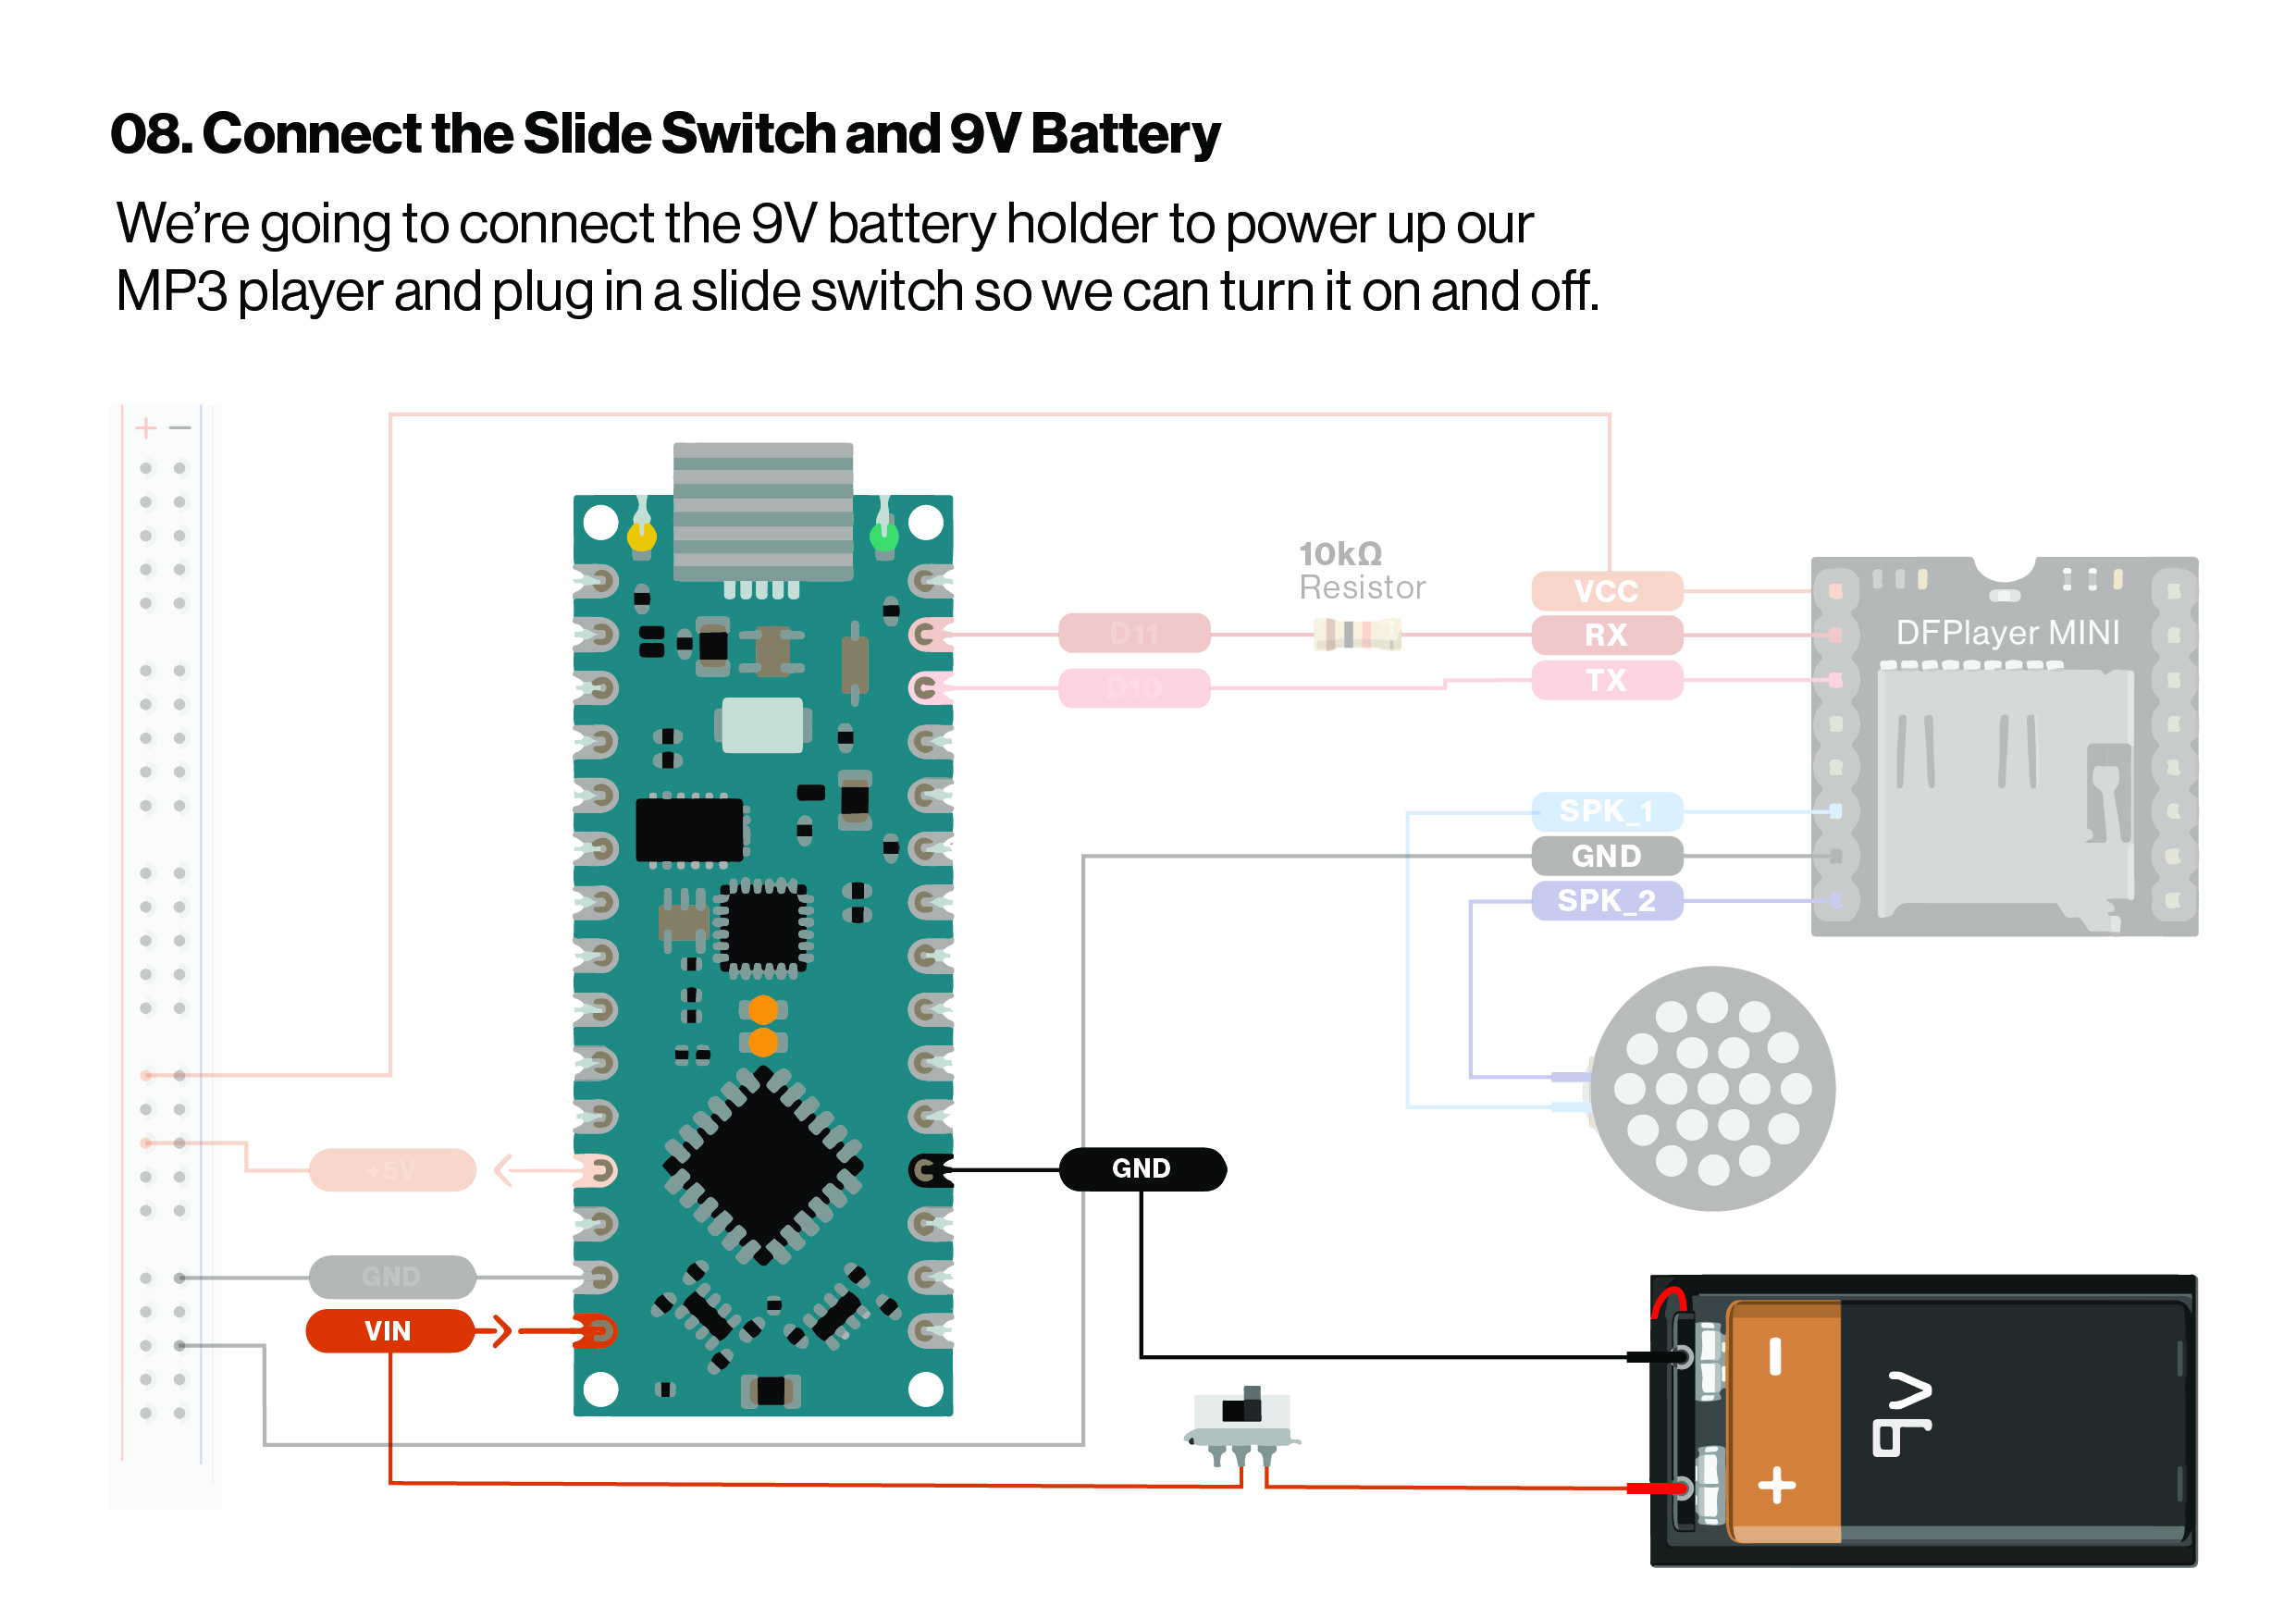 08. Connect the Slide Switch and 9V Battery
We're going to connect the 9V battery holder to power up our
MP3 player and plug in a slide switch so we can turn it on and off.
+ −
10kΩ
Resistor
VCC
D11
RX
DFPlayer MINI
D10
TX
SPK_1
GND
SPK_2
+5V
GND
GND
VIN
−
9V
+